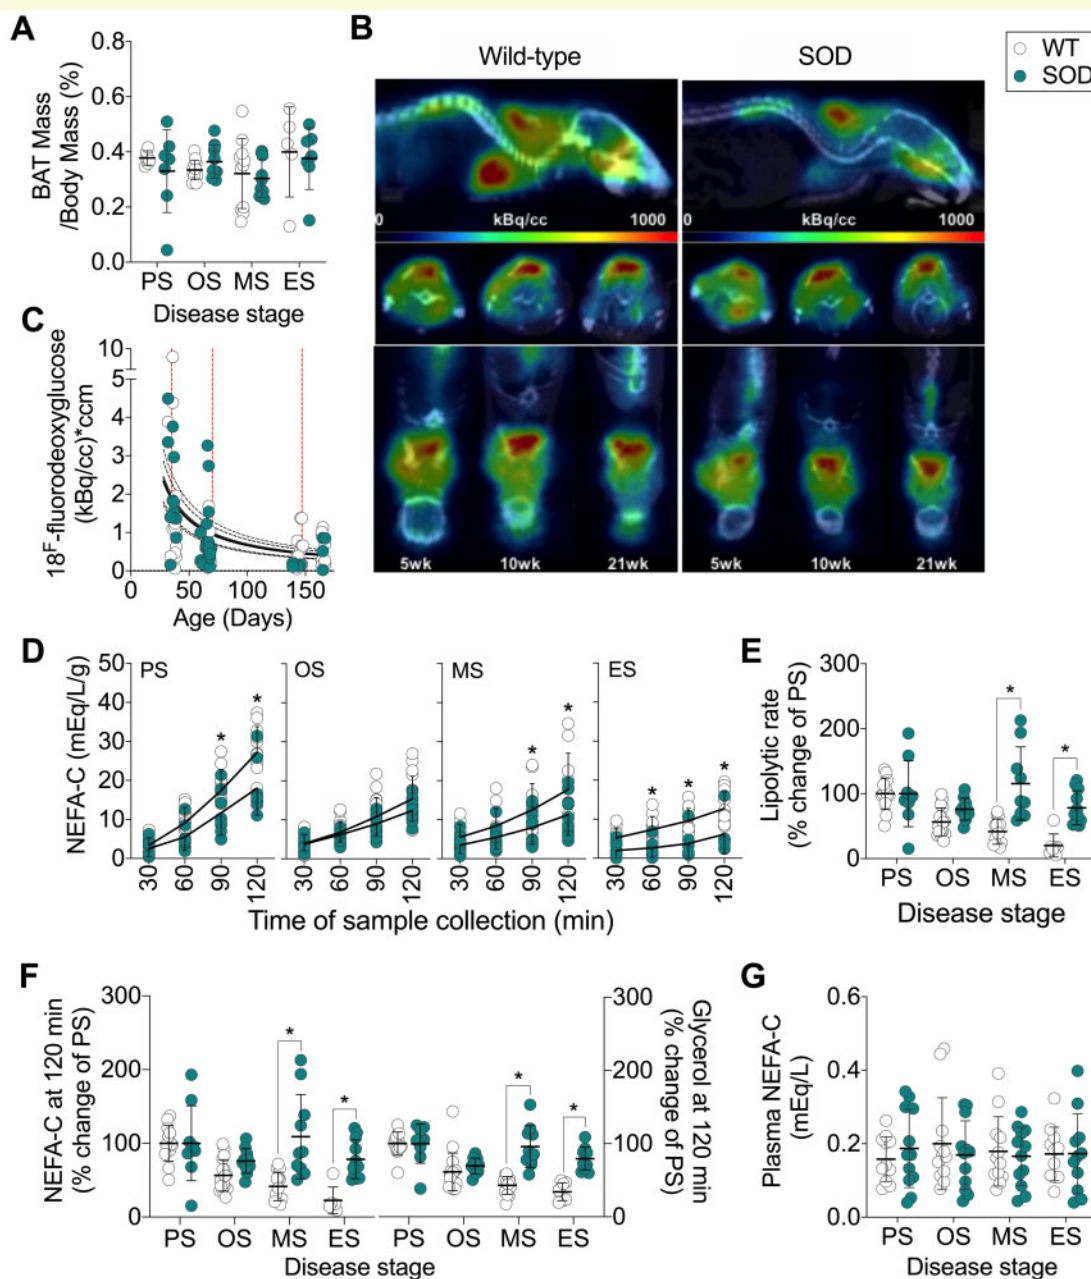 A
BAT Mass
/Body Mass (%)
0.8
0.6
0.4
0.2
0.0
PS OS MS ES
Disease stage
B
Wild-type SOD
WT
SOD
0 kBq/cc 1000
0 kBq/cc 1000
5wk 10wk 21wk
5wk 10wk 21wk
C
18F-fluorodeoxyglucose
(kBq/cc)*ccm
10
5
4
3
2
1
0
0 50 100 150
Age (Days)
D
NEFA-C (mEq/L/g)
50
40
30
20
10
0
PS OS MS ES
* *
* *
* * *
30 60 90 120 30 60 90 120 30 60 90 120 30 60 90 120
Time of sample collection (min)
E
Lipolytic rate
(% change of PS)
300
200
100
0
*
*
PS OS MS ES
Disease stage
F
NEFA-C at 120 min
(% change of PS)
300
200
100
0
*
*
*
*
PS OS MS ES PS OS MS ES
Disease stage
300
200
100
0
Glycerol at 120 min
(% change of PS)
G
Plasma NEFA-C
(mEq/L)
0.6
0.4
0.2
0.0
PS OS MS ES
Disease stage